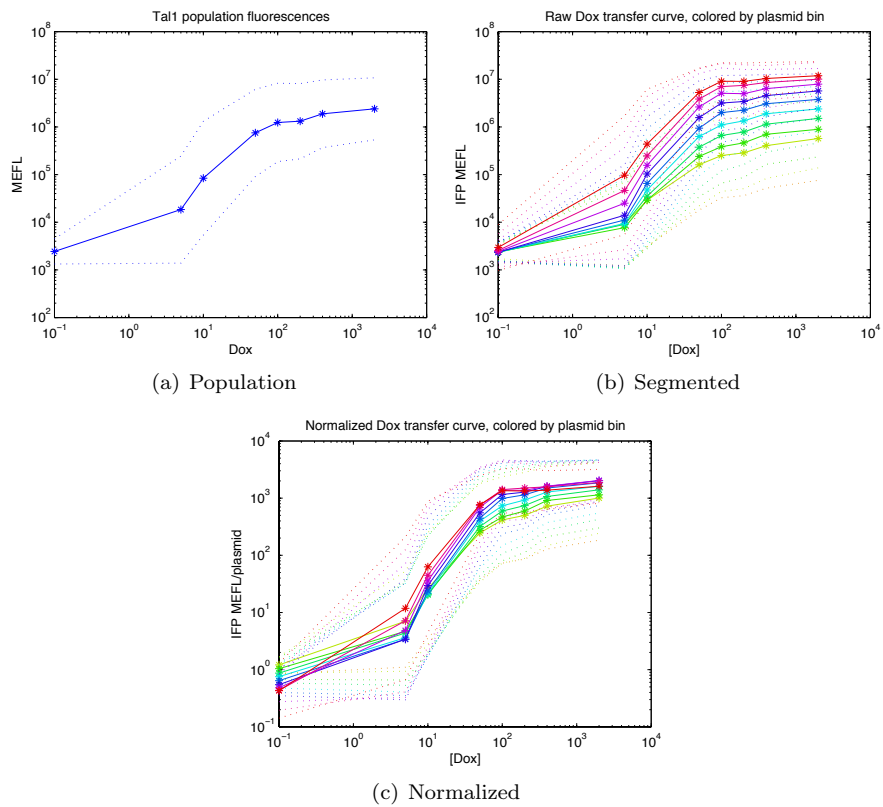 Tal1 population fluorescences
10^8
10^7
10^6
10^5
10^4
10^3
10^2
MEFL
10^−1 10^0 10^1 10^2 10^3 10^4
Dox
(a) Population
Raw Dox transfer curve, colored by plasmid bin
10^8
10^7
10^6
10^5
10^4
10^3
10^2
IFP MEFL
10^−1 10^0 10^1 10^2 10^3 10^4
[Dox]
(b) Segmented
Normalized Dox transfer curve, colored by plasmid bin
10^4
10^3
10^2
10^1
10^0
10^−1
IFP MEFL/plasmid
10^−1 10^0 10^1 10^2 10^3 10^4
[Dox]
(c) Normalized